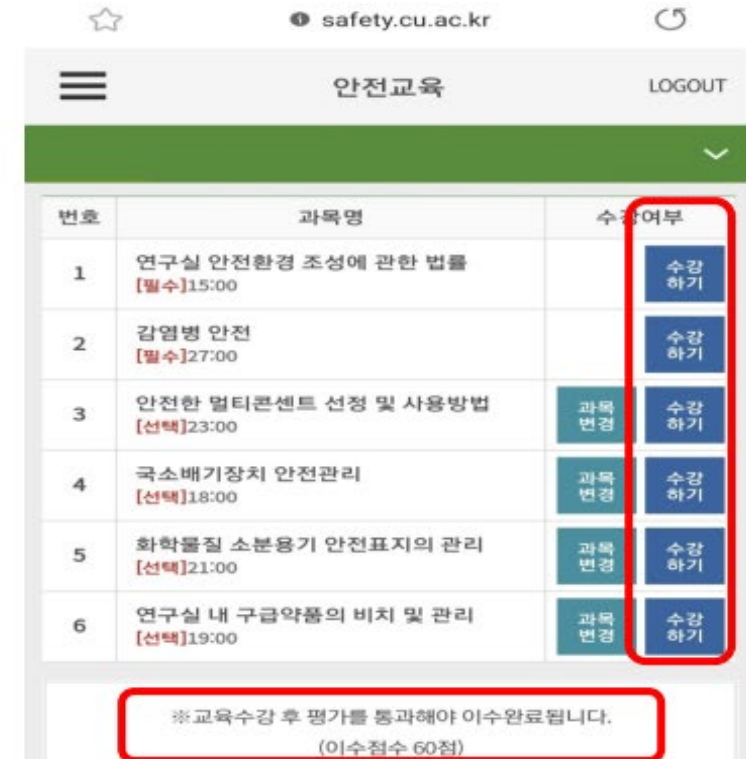 safety.cu.ac.kr
안전교육
LOGOUT
번호 과목명 수강여부
1 연구실 안전환경 조성에 관한 법률 수강
[필수]15:00 하기
2 감염병 안전 수강
[필수]27:00 하기
3 안전한 멀티콘센트 선정 및 사용방법 과목 수강
[선택]23:00 변경 하기
4 국소배기장치 안전관리 과목 수강
[선택]18:00 변경 하기
5 화학물질 소분용기 안전표지의 관리 과목 수강
[선택]21:00 변경 하기
6 연구실 내 구급약품의 비치 및 관리 과목 수강
[선택]19:00 변경 하기
※교육수강 후 평가를 통과해야 이수완료됩니다.
(이수점수 60점)